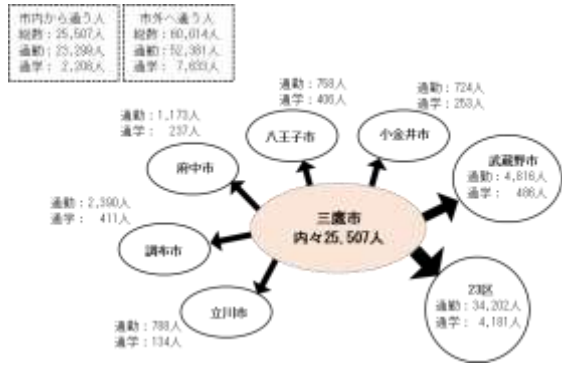 市内から通う人
総数：25,507人
通勤：23,299人
通学：2,208人
市外へ通う人
総数：60,014人
通勤：52,381人
通学：7,633人
通勤：758人
通学：406人
八王子市
通勤：724人
通学：253人
小金井市
通勤：1,173人
通学：237人
府中市
武蔵野市
通勤：4,816人
通学：486人
三鷹市
内々25,507人
通勤：2,390人
通学：411人
調布市
立川市
通勤：788人
通学：134人
23区
通勤：34,202人
通学：4,181人